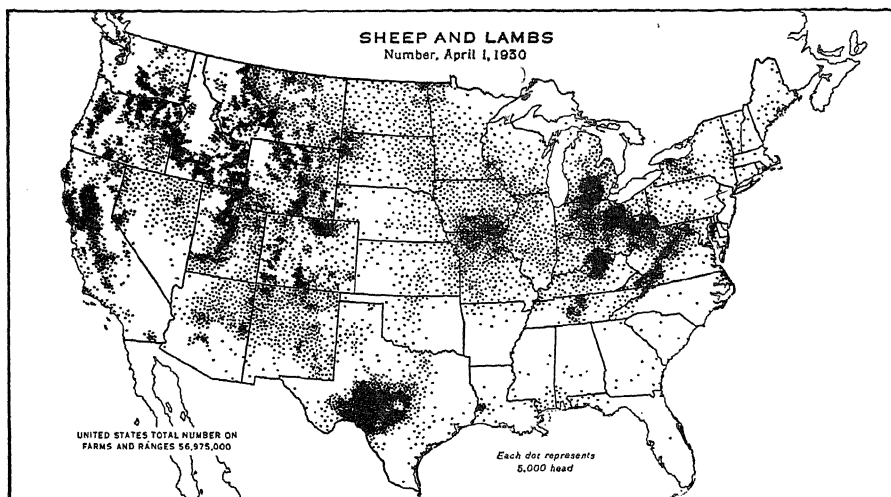 SHEEP AND LAMBS
Number, April 1, 1930
UNITED STATES TOTAL NUMBER ON
FARMS AND RANGES 56,975,000
Each dot represents
5,000 head